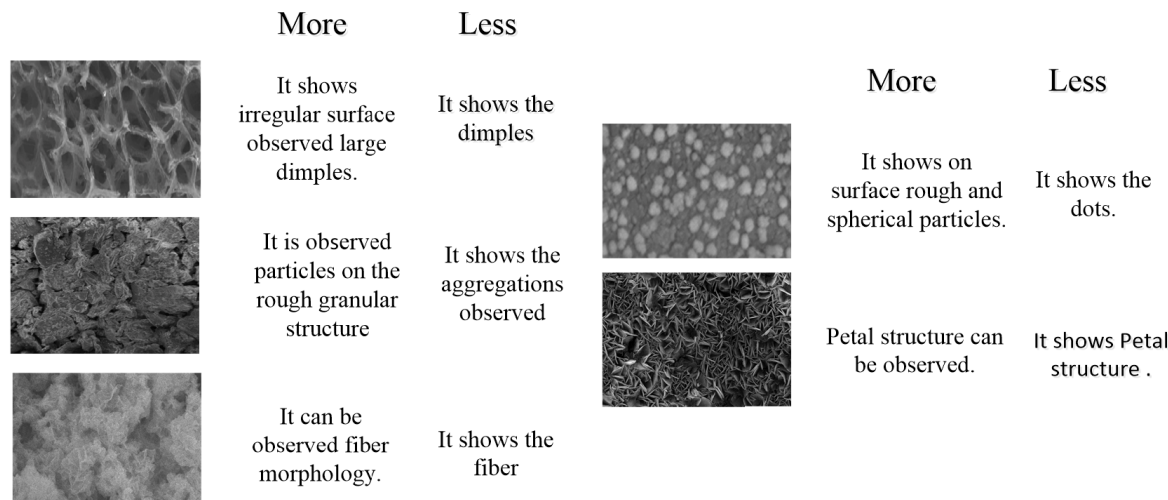 More
Less
It shows
irregular surface
observed large
dimples.
It shows the
dimples
It is observed
particles on the
rough granular
structure
It shows the
aggregations
observed
It can be
observed fiber
morphology.
It shows the
fiber
More
Less
It shows on
surface rough and
spherical particles.
It shows the
dots.
Petal structure can
be observed.
It shows Petal
structure .